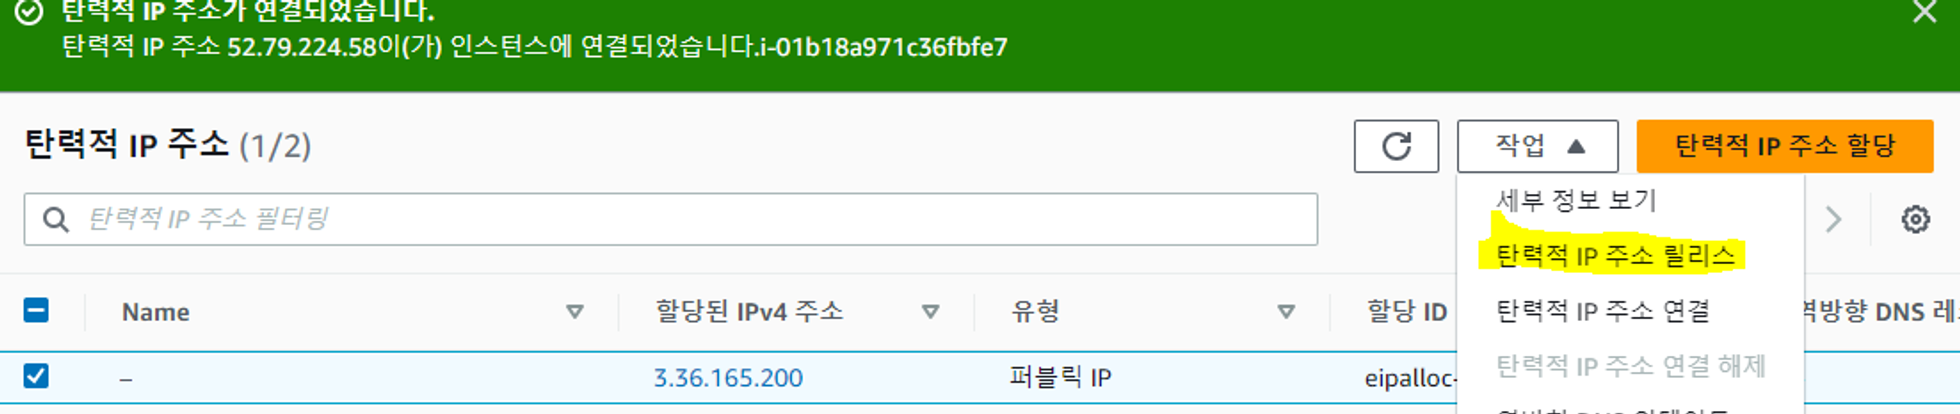 탄력적 IP 주소가 연결되었습니다.
탄력적 IP 주소 52.79.224.58이(가) 인스턴스에 연결되었습니다.i-01b18a971c36fbfe7
탄력적 IP 주소 (1/2)
작업
탄력적 IP 주소 할당
탄력적 IP 주소 필터링
세부 정보 보기
탄력적 IP 주소 릴리스
탄력적 IP 주소 연결
탄력적 IP 주소 연결 해제
Name 할당된 IPv4 주소 유형 할당 ID 역방향 DNS 레
– 3.36.165.200 퍼블릭 IP eipalloc-